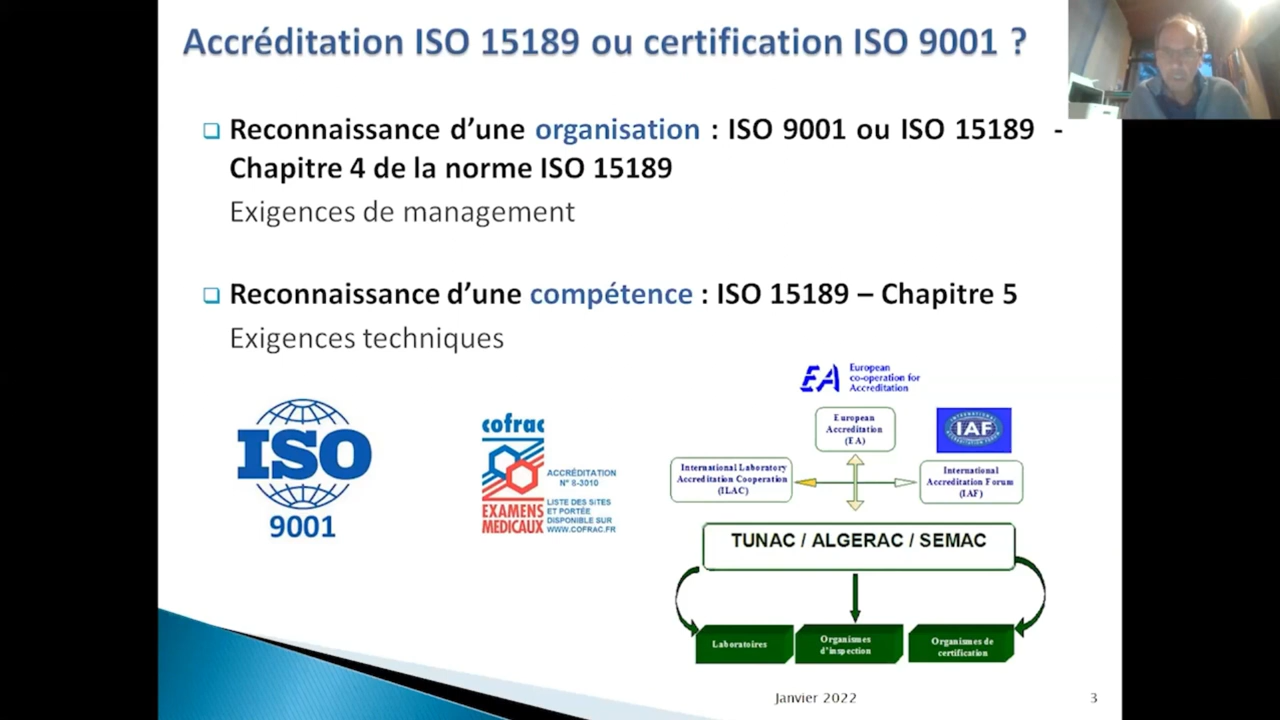 Accréditation ISO 15189 ou certification ISO 9001 ?
Reconnaissance d’une organisation : ISO 9001 ou ISO 15189 -
Chapitre 4 de la norme ISO 15189
Exigences de management
Reconnaissance d’une compétence : ISO 15189 – Chapitre 5
Exigences techniques
ISO
9001
cofrac
EXAMENS
MEDICAUX
ACCRÉDITATION
N° 8-3010
LISTE DES SITES
ET PORTÉE
DISPONIBLE SUR
WWW.COFRAC.FR
EA
European
co-operation for
Accreditation
European
Accreditation
(EA)
INTERNATIONAL
IAF
ACCREDITATION FORUM
International Laboratory
Accreditation Cooperation
(ILAC)
International
Accreditation Forum
(IAF)
TUNAC / ALGERAC / SEMAC
Laboratoires
Organismes
d'inspection
Organismes de
certification
Janvier 2022
3